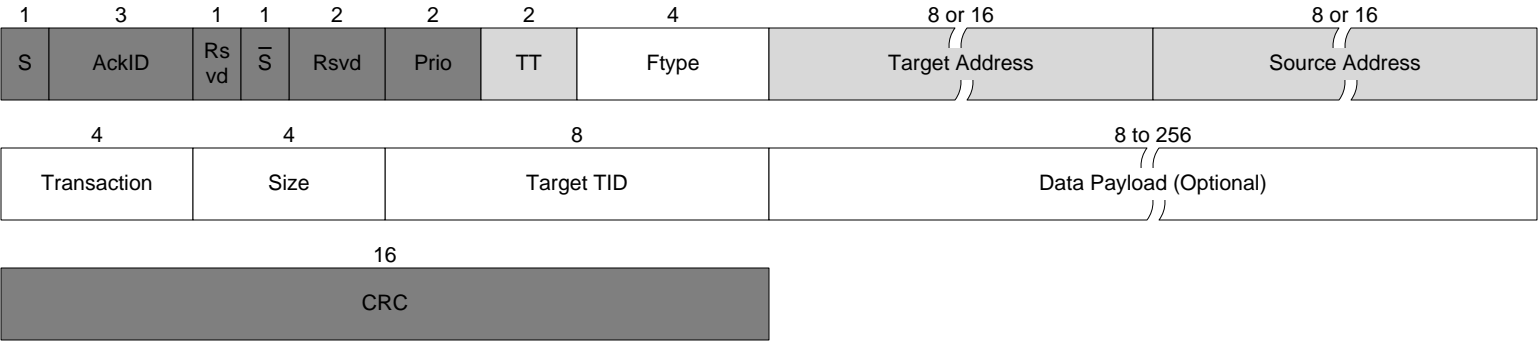 1 3 1 1 2 2 2 4 8 or 16 8 or 16
S AckID Rs vd S̅ Rsvd Prio TT Ftype Target Address Source Address
4 4 8 8 to 256
Transaction Size Target TID Data Payload (Optional)
16
CRC